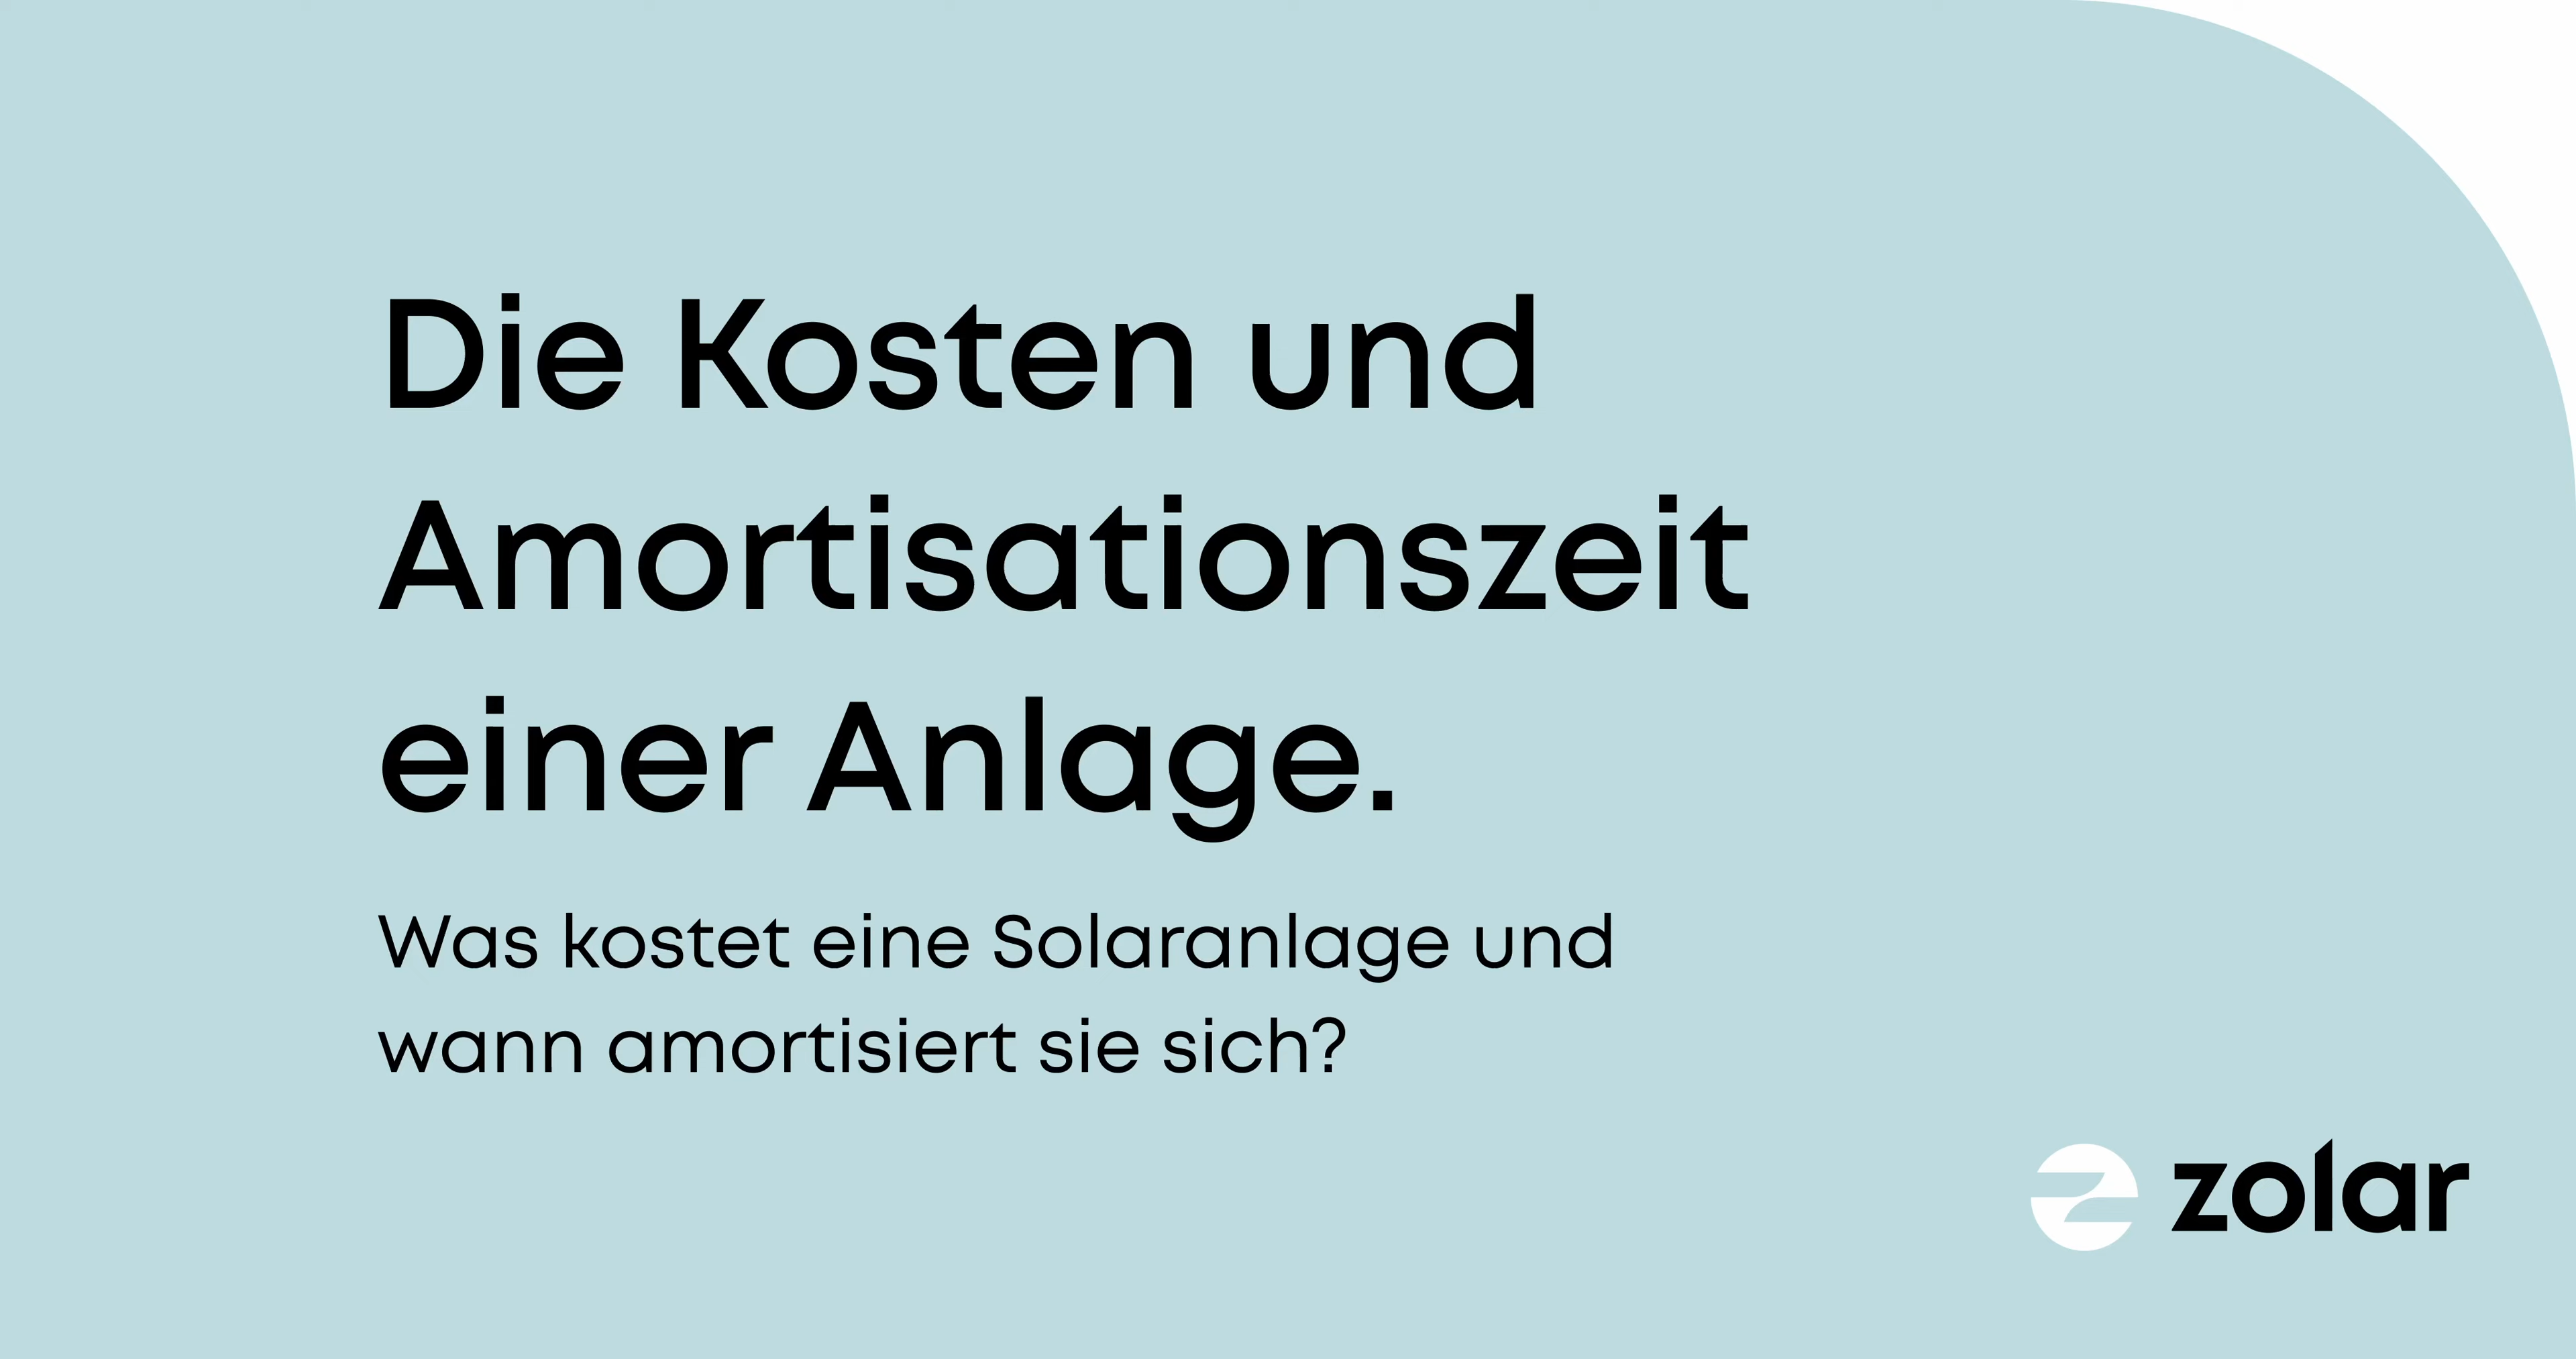 Die Kosten und
Amortisationszeit
einer Anlage.
Was kostet eine Solaranlage und
wann amortisiert sie sich?
zolar